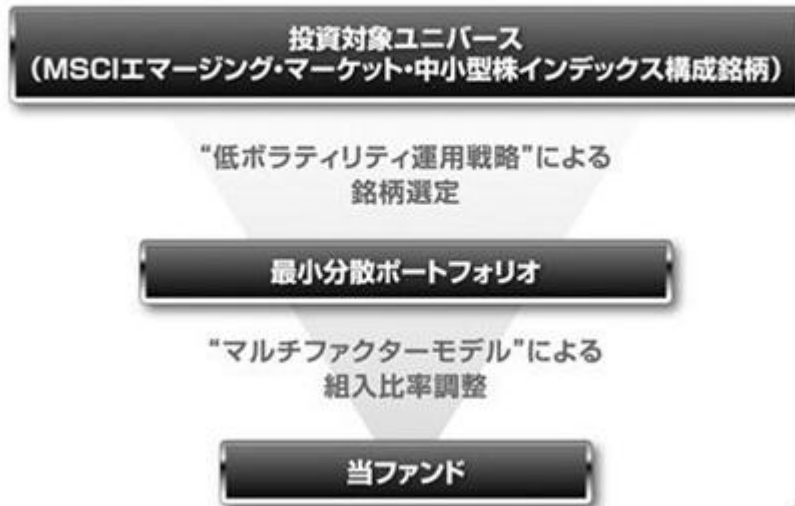 投資対象ユニバース
（MSCIエマージング・マーケット・中小型株インデックス構成銘柄）
“低ボラティリティ運用戦略”による
銘柄選定
最小分散ポートフォリオ
“マルチファクターモデル”による
組入比率調整
当ファンド